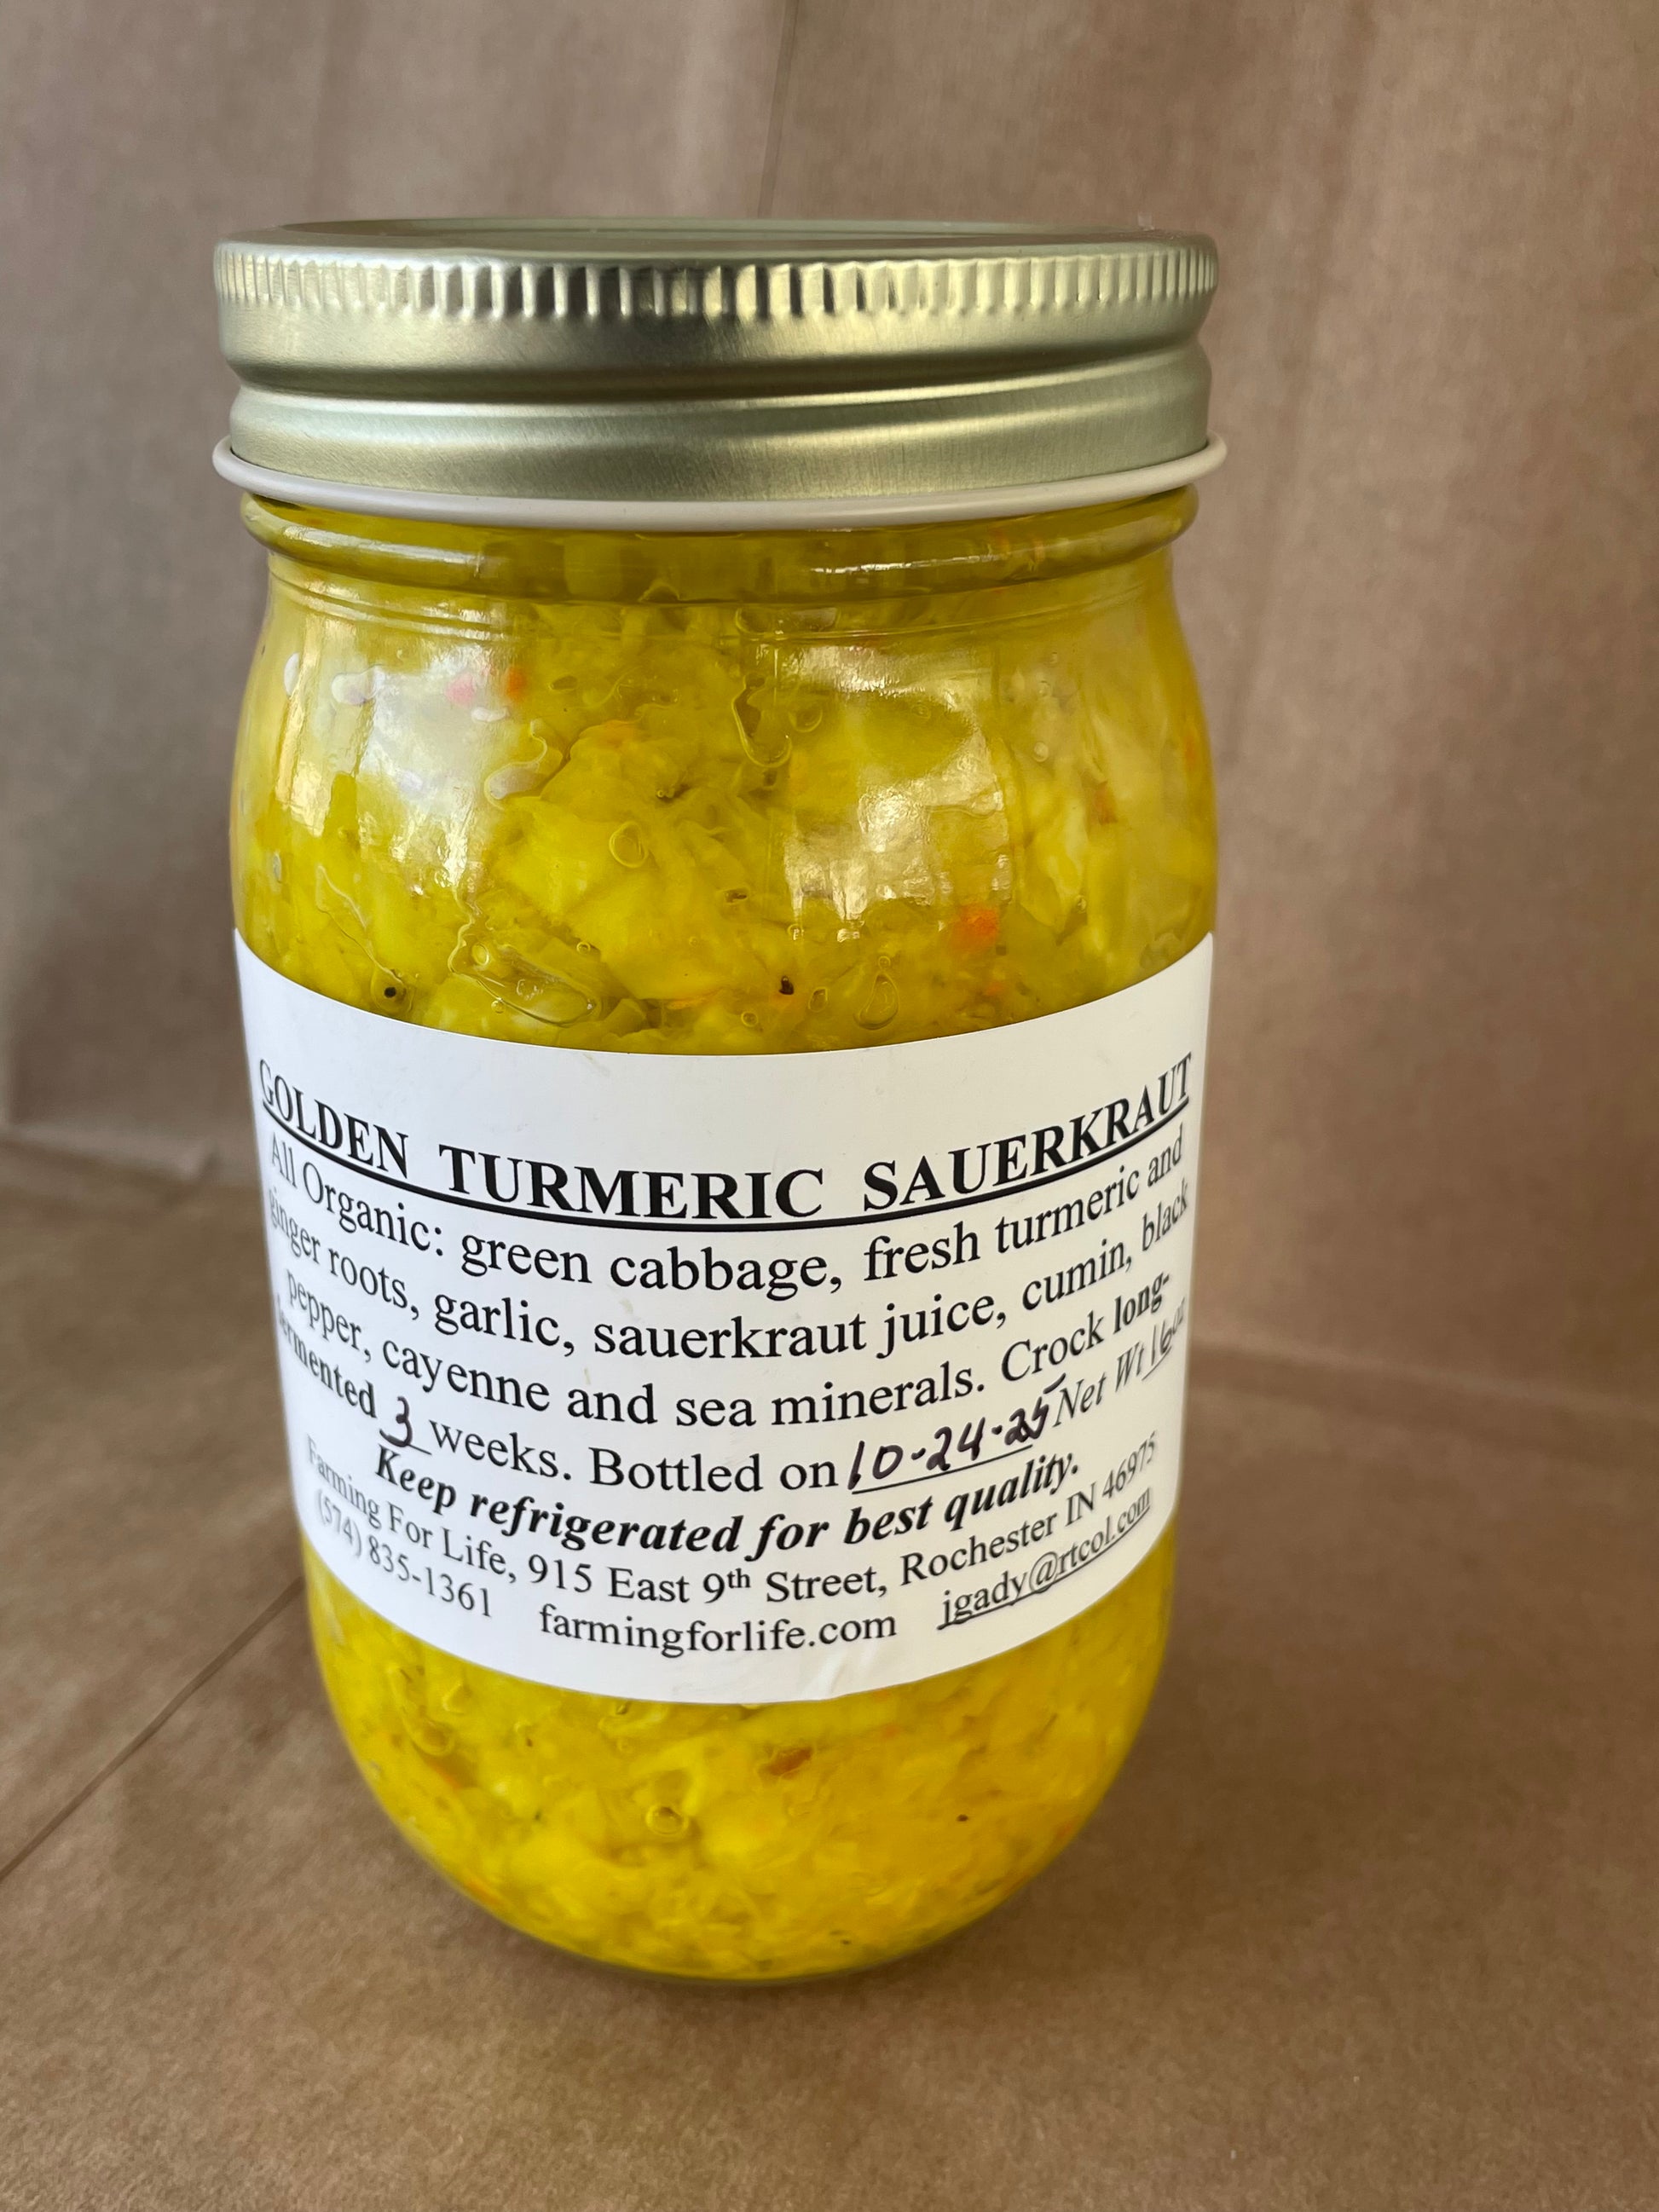 GOLDEN TURMERIC SAUERKRAUT
All Organic: green cabbage, fresh turmeric and
ginger roots, garlic, sauerkraut juice, cumin, black
pepper, cayenne and sea minerals. Crock long-
fermented 3 weeks. Bottled on 10-24-25 Net Wt 16 oz
Keep refrigerated for best quality.
Farming For Life, 915 East 9th Street, Rochester IN 46975
(574) 835-1361 farmingforlife.com jgady@rtcol.com